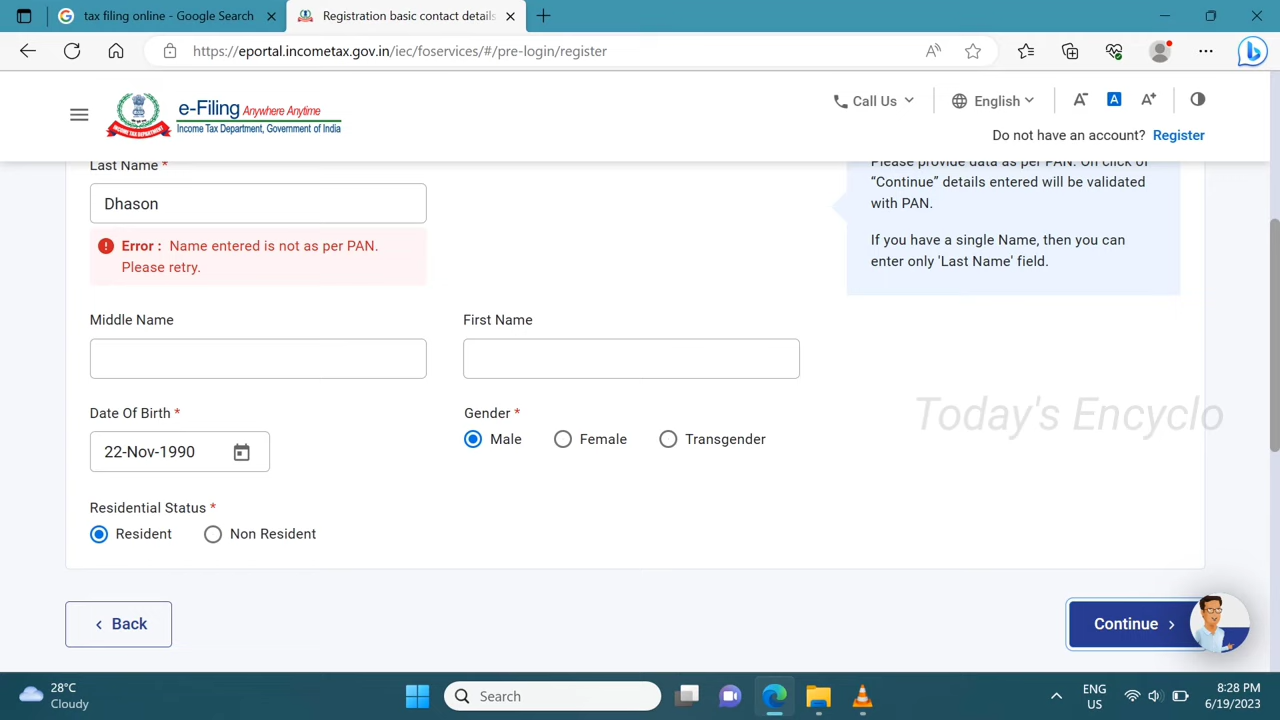 tax filing online - Google Search
Registration basic contact details
https://eportal.incometax.gov.in/iec/foservices/#/pre-login/register
e-Filing Anywhere Anytime
Income Tax Department, Government of India
INCOME TAX DEPARTMENT
Call Us
English
A- A A+
Do not have an account? Register
Last Name *
Dhason
Error : Name entered is not as per PAN.
Please retry.
Please provide data as per PAN. On click of
“Continue” details entered will be validated
with PAN.
If you have a single Name, then you can
enter only 'Last Name' field.
Middle Name
First Name
Date Of Birth *
22-Nov-1990
Gender *
Male
Female
Transgender
Today's Encyclo
Residential Status *
Resident
Non Resident
< Back
Continue >
28°C
Cloudy
Search
ENG
US
8:28 PM
6/19/2023